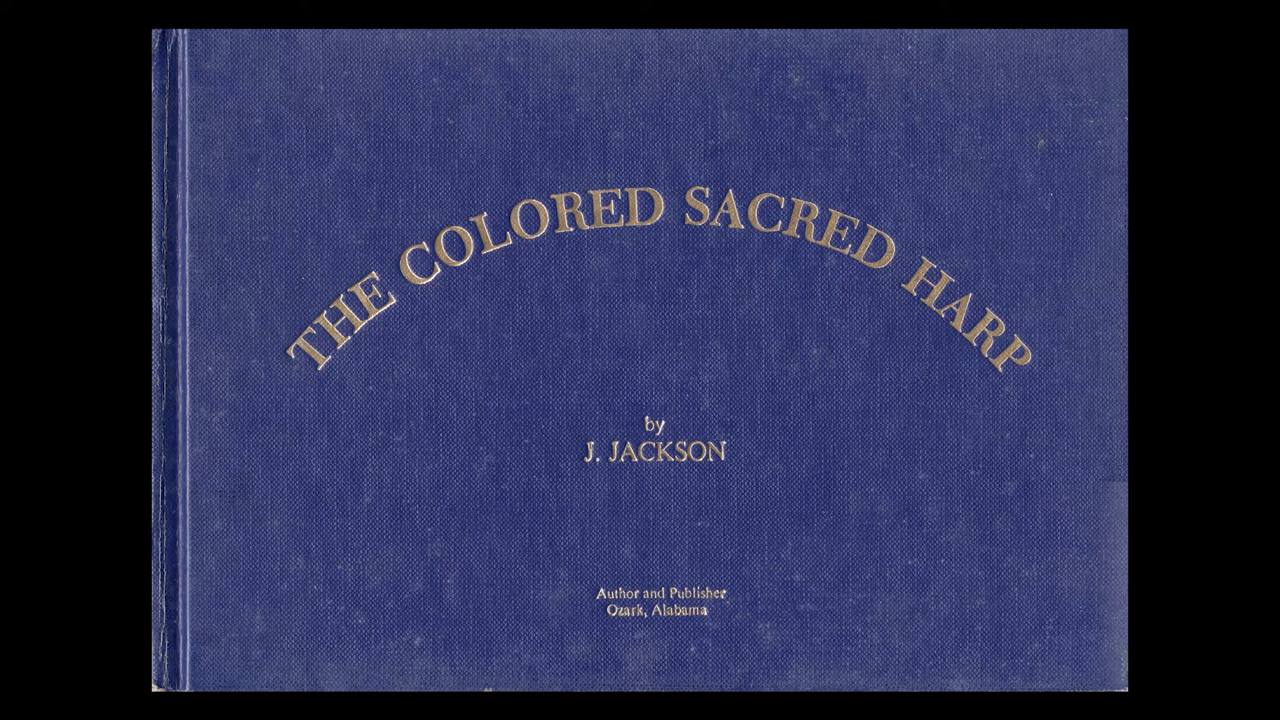 THE COLORED SACRED HARP
by
J. JACKSON
Author and Publisher
Ozark, Alabama